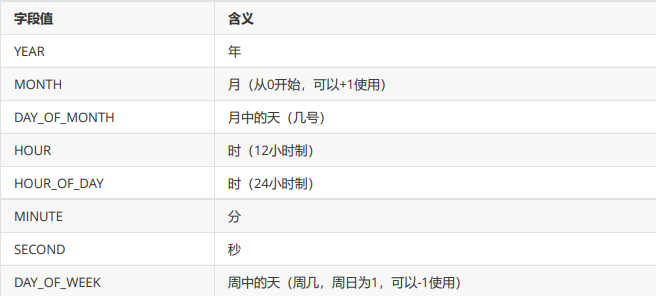 字段值 含义
YEAR 年
MONTH 月（从0开始，可以+1使用）
DAY_OF_MONTH 月中的天（几号）
HOUR 时（12小时制）
HOUR_OF_DAY 时（24小时制）
MINUTE 分
SECOND 秒
DAY_OF_WEEK 周中的天（周几，周日为1，可以-1使用）